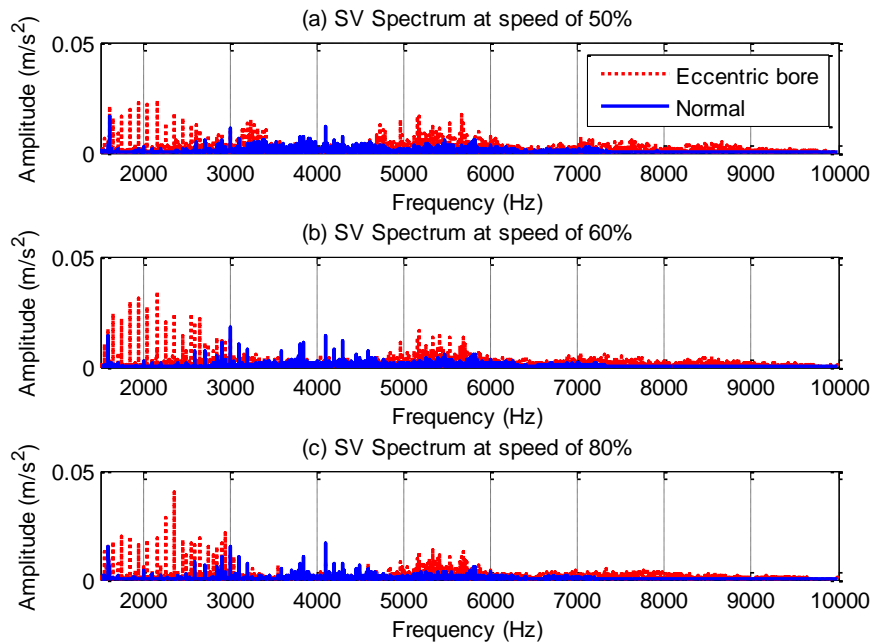 (a) SV Spectrum at speed of 50%
0.05
0
Amplitude (m/s²)
Eccentric bore
Normal
2000 3000 4000 5000 6000 7000 8000 9000 10000
Frequency (Hz)
(b) SV Spectrum at speed of 60%
0.05
0
Amplitude (m/s²)
2000 3000 4000 5000 6000 7000 8000 9000 10000
Frequency (Hz)
(c) SV Spectrum at speed of 80%
0.05
0
Amplitude (m/s²)
2000 3000 4000 5000 6000 7000 8000 9000 10000
Frequency (Hz)